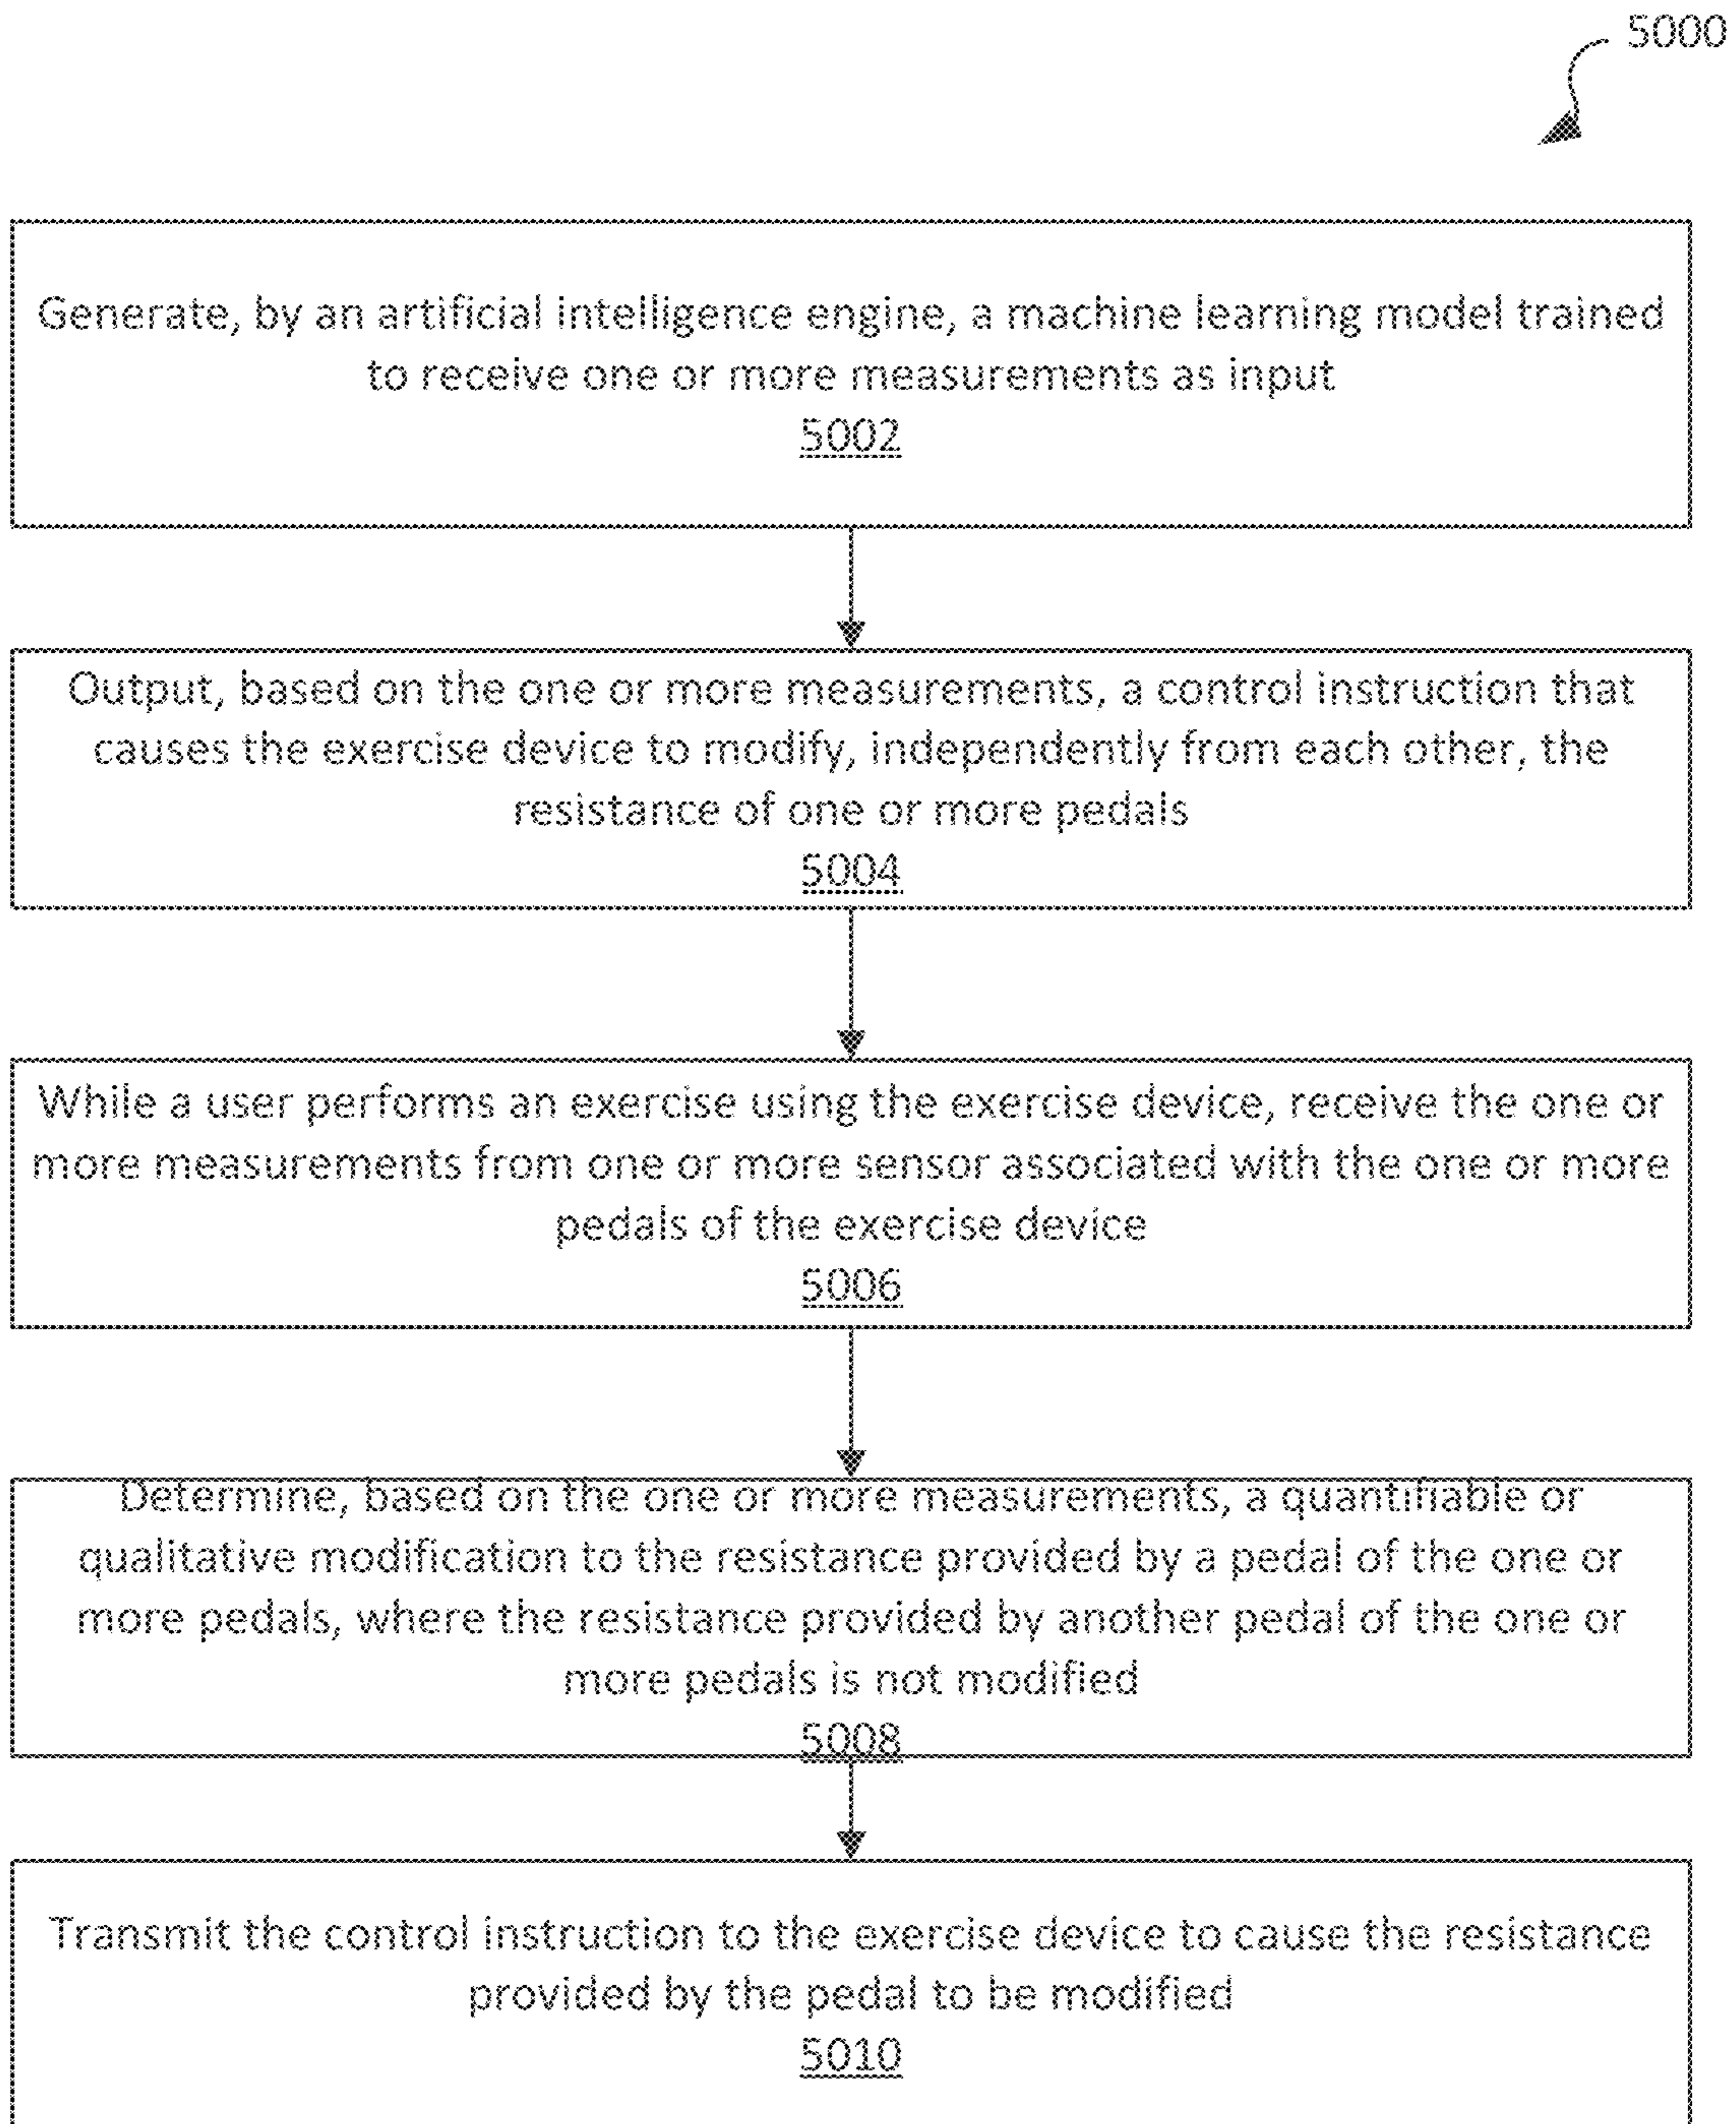 5000
Generate, by an artificial intelligence engine, a machine learning model trained
to receive one or more measurements as input
5002
Output, based on the one or more measurements, a control instruction that
causes the exercise device to modify, independently from each other, the
resistance of one or more pedals
5004
While a user performs an exercise using the exercise device, receive the one or
more measurements from one or more sensor associated with the one or more
pedals of the exercise device
5006
Determine, based on the one or more measurements, a quantifiable or
qualitative modification to the resistance provided by a pedal of the one or
more pedals, where the resistance provided by another pedal of the one or
more pedals is not modified
5008
Transmit the control instruction to the exercise device to cause the resistance
provided by the pedal to be modified
5010